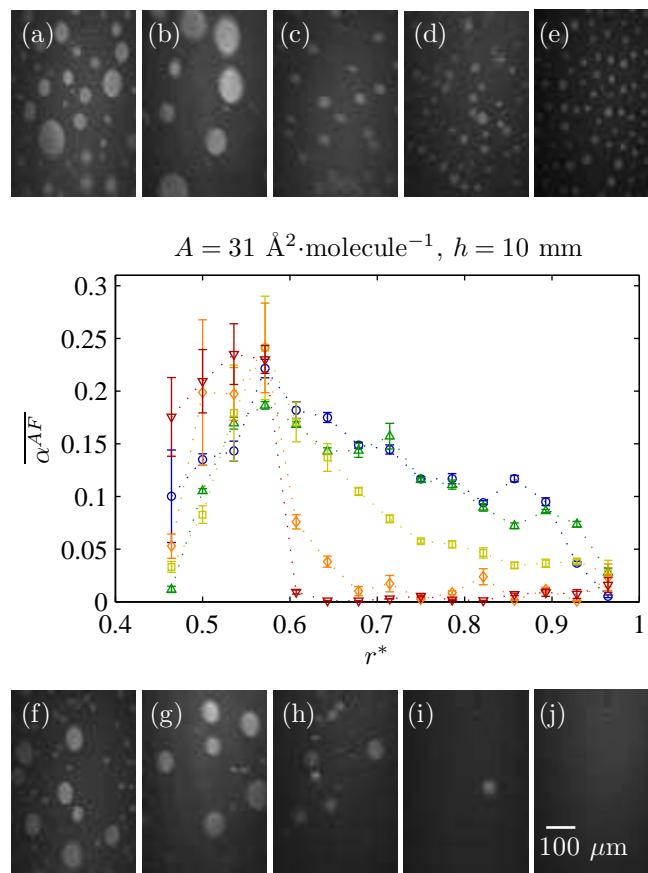 (a) (b) (c) (d) (e)
A = 31 Å²·molecule⁻¹, h = 10 mm
0.3
0.25
0.2
0.15
0.1
0.05
0
α^{AF}
0.4 0.5 0.6 0.7 0.8 0.9 1
r*
(f) (g) (h) (i) (j)
100 μm